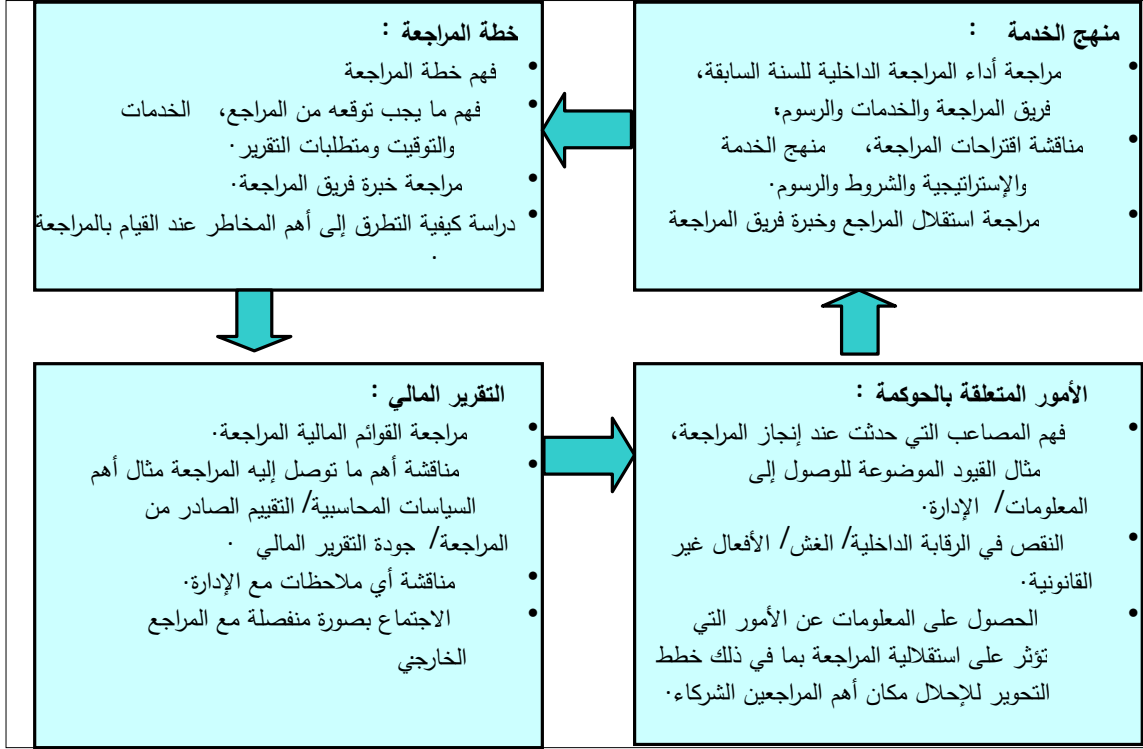 منهج الخدمة :
• مراجعة أداء المراجعة الداخلية للسنة السابقة،
فريق المراجعة والخدمات والرسوم،
• مناقشة اقتراحات المراجعة، منهج الخدمة
والإستراتيجية والشروط والرسوم.
• مراجعة استقلال المراجع وخبرة فريق المراجعة
خطة المراجعة :
• فهم خطة المراجعة
• فهم ما يجب توقعه من المراجع، الخدمات
والتوقيت ومتطلبات التقرير.
• مراجعة خبرة فريق المراجعة.
• دراسة كيفية التطرق إلى أهم المخاطر عند القيام بالمراجعة
.
التقرير المالي :
• مراجعة القوائم المالية المراجعة.
• مناقشة أهم ما توصل إليه المراجعة مثال أهم
السياسات المحاسبية/ التقييم الصادر من
المراجعة/ جودة التقرير المالي .
• مناقشة أي ملاحظات مع الإدارة.
• الاجتماع بصورة منفصلة مع المراجع
الخارجي
الأمور المتعلقة بالحوكمة :
• فهم المصاعب التي حدثت عند إنجاز المراجعة،
مثال القيود الموضوعة للوصول إلى
المعلومات/ الإدارة.
• النقص في الرقابة الداخلية/ الغش/ الأفعال غير
القانونية.
• الحصول على المعلومات عن الأمور التي
تؤثر على استقلالية المراجعة بما في ذلك خطط
التحوير للإحلال مكان أهم المراجعين الشركاء.